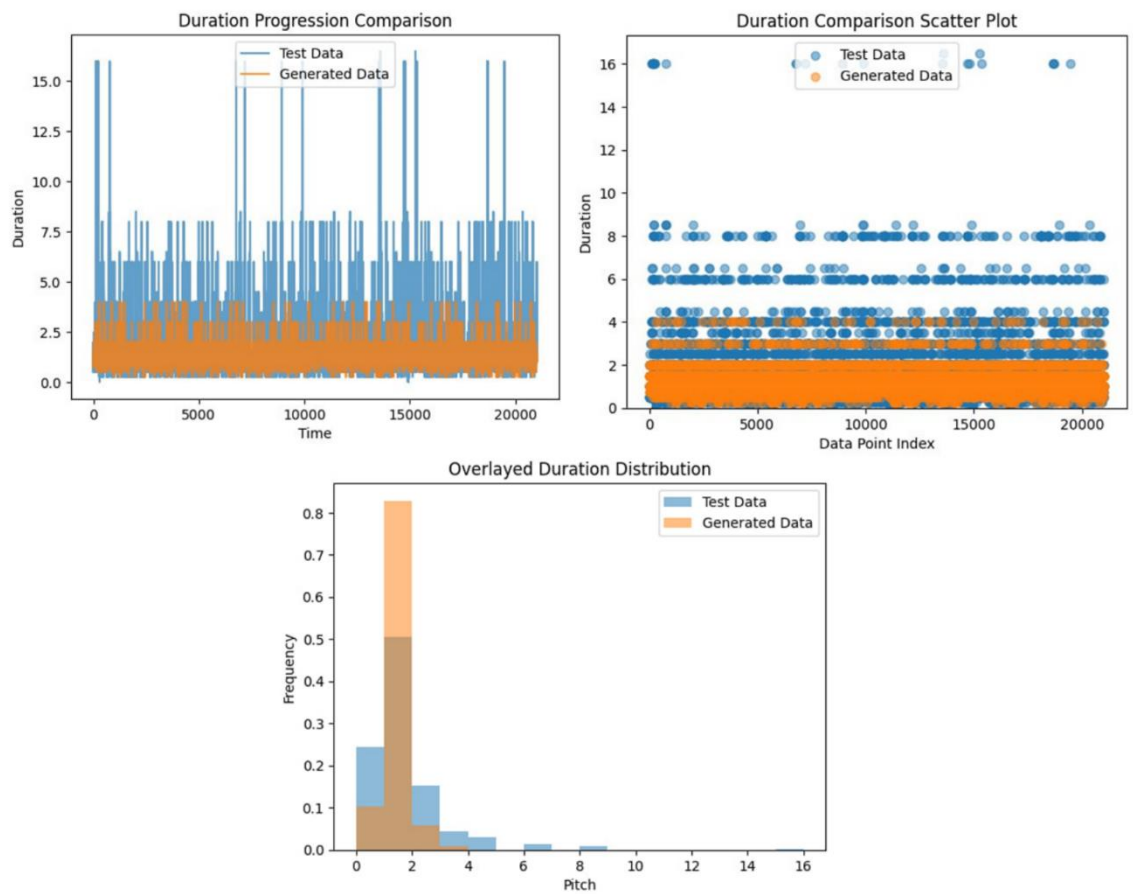 Duration Progression Comparison
Test Data
Generated Data
15.0
12.5
10.0
7.5
5.0
2.5
0.0
Duration
0 5000 10000 15000 20000
Time
Duration Comparison Scatter Plot
Test Data
Generated Data
16
14
12
10
8
6
4
2
0
Duration
0 5000 10000 15000 20000
Data Point Index
Overlayed Duration Distribution
Test Data
Generated Data
0.8
0.7
0.6
0.5
0.4
0.3
0.2
0.1
0.0
Frequency
0 2 4 6 8 10 12 14 16
Pitch